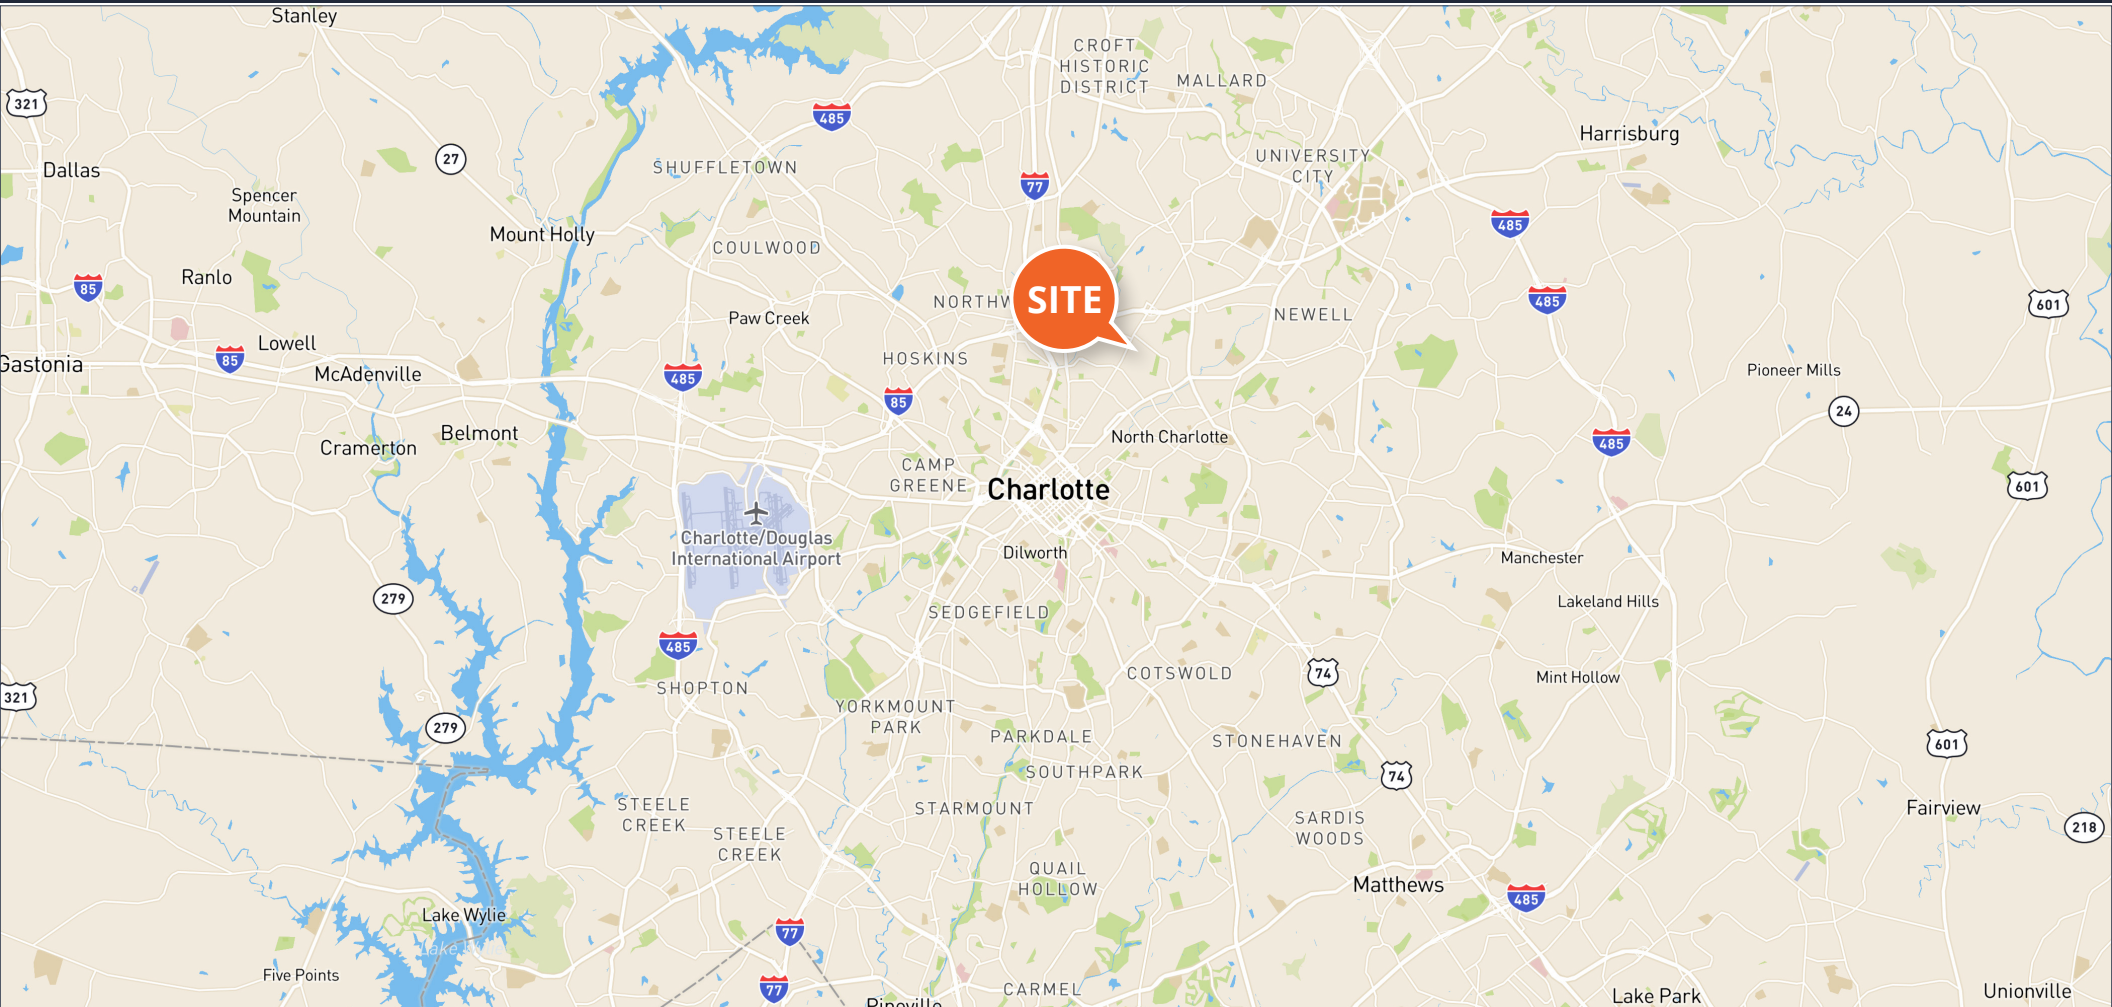 Stanley
CROFT
HISTORIC
DISTRICT
MALLARD
321
485
27
Harrisburg
SHUFFLETOWN
UNIVERSITY
CITY
Dallas
77
Spencer
Mountain
485
Mount Holly
COULWOOD
Ranlo
85
SITE
NORTHW
485
601
Paw Creek
NEWELL
Lowell
85
HOSKINS
Gastonia
McAdenville
485
Pioneer Mills
85
24
Belmont
North Charlotte
485
Cramerton
CAMP
GREENE
Charlotte
601
Charlotte/Douglas
International Airport
Dilworth
Manchester
279
SEDGEFIELD
Lakeland Hills
485
COTSWOLD
74
Mint Hollow
321
SHOPTON
YORKMOUNT
PARK
279
PARKDALE
STONEHAVEN
601
SOUTHPARK
74
STEELE
CREEK
STARMOUNT
Fairview
SARDIS
WOODS
218
STEELE
CREEK
QUAIL
HOLLOW
Matthews
485
Lake Wylie
77
Five Points
77
CARMEL
Lake Park
Unionville
Pineville